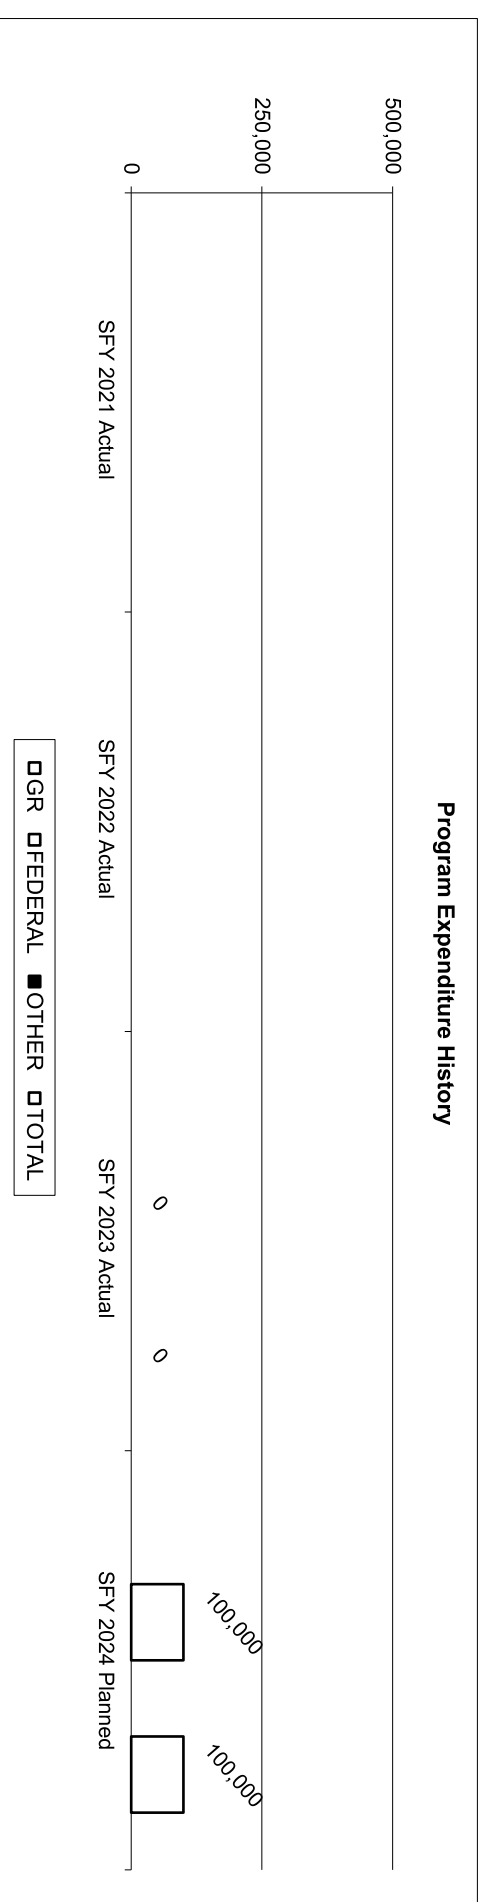 Program Expenditure History
500,000
250,000
0
0
0
100,000
100,000
SFY 2021 Actual
SFY 2022 Actual
SFY 2023 Actual
SFY 2024 Planned
GR FEDERAL OTHER TOTAL